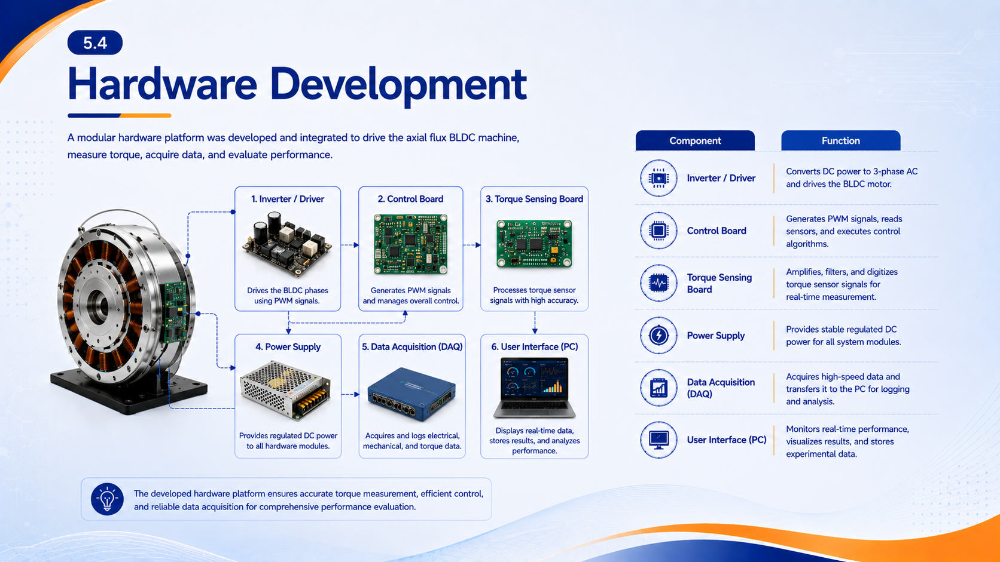 5.4
Hardware Development
A modular hardware platform was developed and integrated to drive the axial flux BLDC machine,
measure torque, acquire data, and evaluate performance.
1. Inverter / Driver
Drives the BLDC phases
using PWM signals.
2. Control Board
Generates PWM signals
and manages overall control.
3. Torque Sensing Board
Processes torque sensor
signals with high accuracy.
4. Power Supply
Provides regulated DC power
to all hardware modules.
5. Data Acquisition (DAQ)
Acquires and logs electrical,
mechanical, and torque data.
6. User Interface (PC)
Displays real-time data,
stores results, and analyzes
performance.
The developed hardware platform ensures accurate torque measurement, efficient control,
and reliable data acquisition for comprehensive performance evaluation.
Component
Function
Inverter / Driver
Converts DC power to 3-phase AC
and drives the BLDC motor.
Control Board
Generates PWM signals, reads
sensors, and executes control
algorithms.
Torque Sensing
Board
Amplifies, filters, and digitizes
torque sensor signals for
real-time measurement.
Power Supply
Provides stable regulated DC
power for all system modules.
Data Acquisition
(DAQ)
Acquires high-speed data and
transfers it to the PC for logging
and analysis.
User Interface (PC)
Monitors real-time performance,
visualizes results, and stores
experimental data.